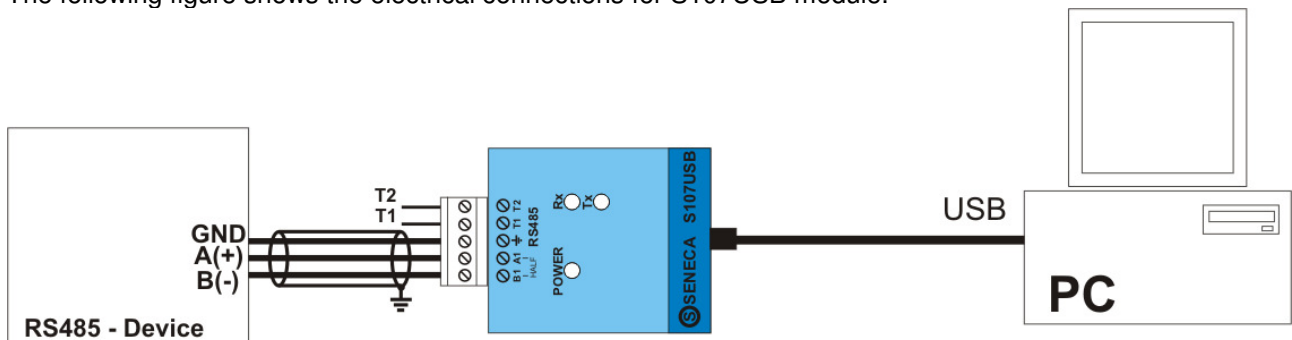 The following figure shows the electrical connections for S107USB module.
T2
T1
GND
A(+)
B(-)
RS485 - Device
B1 A1 T1 T2
HALF
RS485
POWER
Rx
Tx
SENECA S107USB
USB
PC